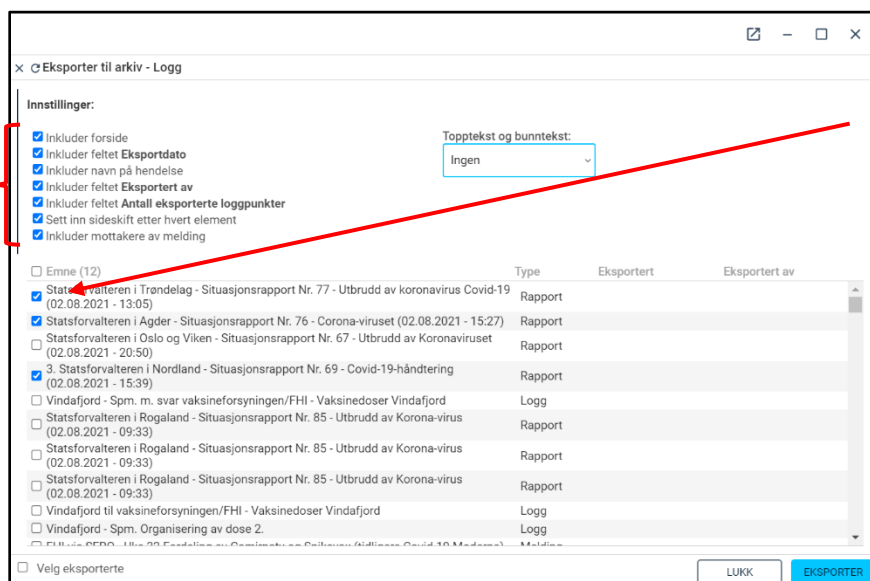 Eksporter til arkiv - Logg
Innstillinger:
Inkluder forside
Inkluder feltet Eksportdato
Inkluder navn på hendelse
Inkluder feltet Eksportert av
Inkluder feltet Antall eksporterte loggpunkter
Sett inn sideskift etter hvert element
Inkluder mottakere av melding
Topptekst og bunntekst:
Ingen
Emne (12) Type Eksportert Eksportert av
Statsforvalteren i Trøndelag - Situasjonsrapport Nr. 77 - Utbrudd av koronavirus Covid-19
(02.08.2021 - 13:05) Rapport
Statsforvalteren i Agder - Situasjonsrapport Nr. 76 - Corona-viruset (02.08.2021 - 15:27) Rapport
Statsforvalteren i Oslo og Viken - Situasjonsrapport Nr. 67 - Utbrudd av Koronaviruset
(02.08.2021 - 20:50) Rapport
3. Statsforvalteren i Nordland - Situasjonsrapport Nr. 69 - Covid-19-håndtering
(02.08.2021 - 15:39) Rapport
Vindafjord - Spm. m. svar vaksineforsyningen/FHI - Vaksinedoser Vindafjord Logg
Statsforvalteren i Rogaland - Situasjonsrapport Nr. 85 - Utbrudd av Korona-virus
(02.08.2021 - 09:33) Rapport
Statsforvalteren i Rogaland - Situasjonsrapport Nr. 85 - Utbrudd av Korona-virus
(02.08.2021 - 09:33) Rapport
Statsforvalteren i Rogaland - Situasjonsrapport Nr. 85 - Utbrudd av Korona-virus
(02.08.2021 - 09:33) Rapport
Vindafjord til vaksineforsyningen/FHI - Vaksinedoser Vindafjord Logg
Vindafjord - Spm. Organisering av dose 2. Logg
Velg eksporterte
LUKK
EKSPORTER